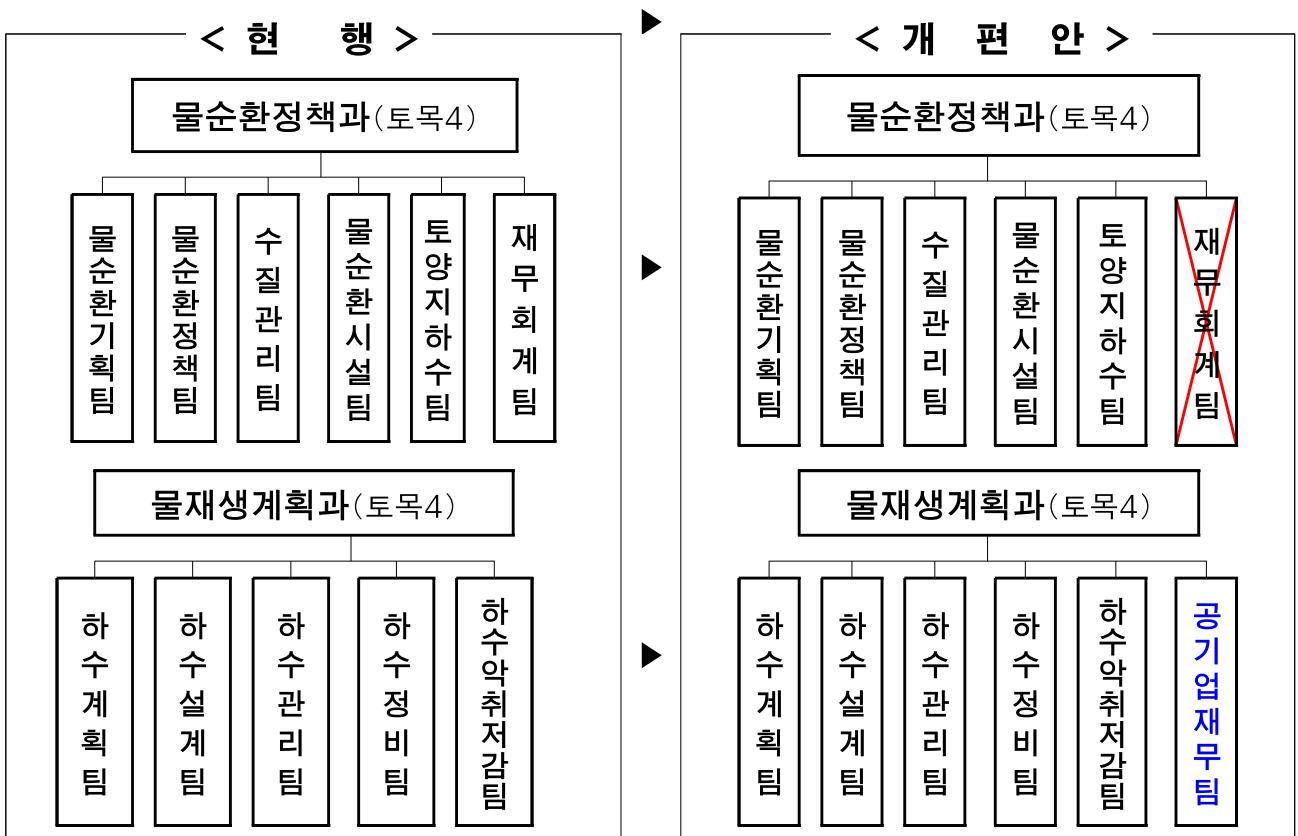 < 현 행 >
▶
< 개 편 안 >
물순환정책과(토목4)
물순환기획팀
물순환정책팀
수질관리팀
물순환시설팀
토양지하수팀
재무회계팀
물재생계획과(토목4)
하수계획팀
하수설계팀
하수관리팀
하수정비팀
하수악취저감팀
▶
▶
물순환정책과(토목4)
물순환기획팀
물순환정책팀
수질관리팀
물순환시설팀
토양지하수팀
재무회계팀
물재생계획과(토목4)
하수계획팀
하수설계팀
하수관리팀
하수정비팀
하수악취저감팀
공기업재무팀